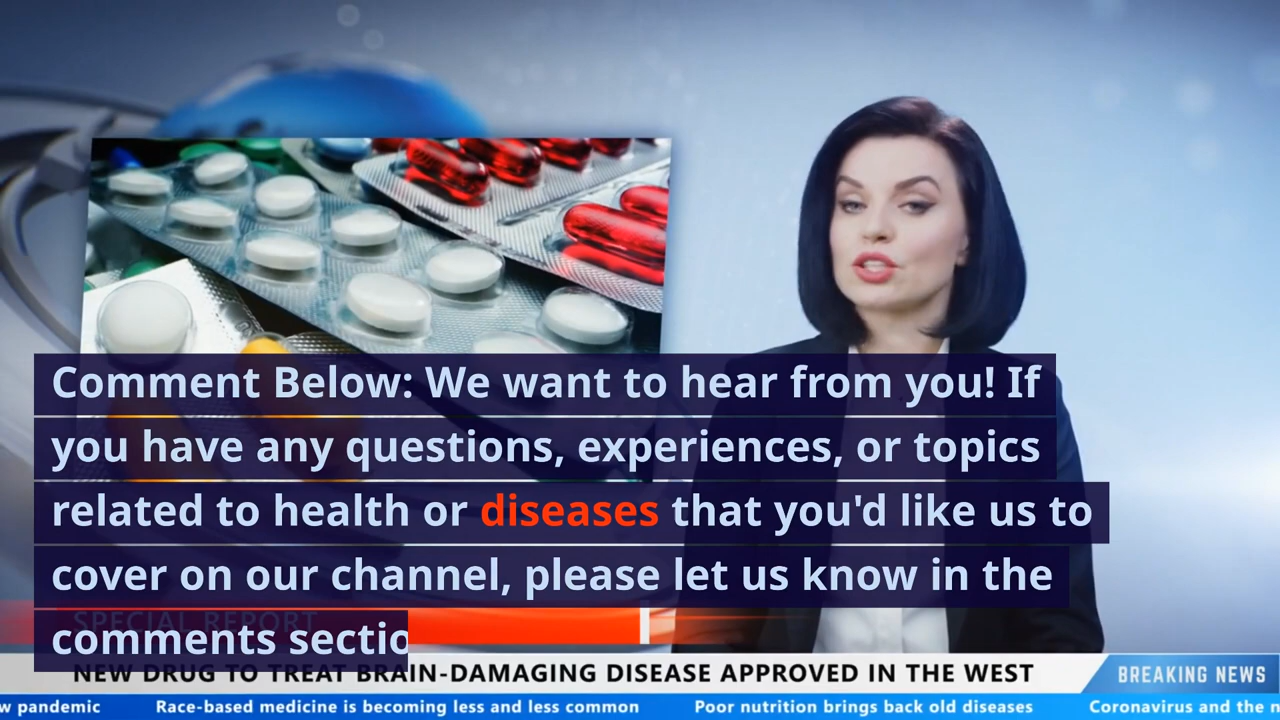 Comment Below: We want to hear from you! If
you have any questions, experiences, or topics
related to health or diseases that you'd like us to
cover on our channel, please let us know in the
comments sectio
SPECIAL REPORT
NEW DRUG TO TREAT BRAIN-DAMAGING DISEASE APPROVED IN THE WEST
BREAKING NEWS
w pandemic Race-based medicine is becoming less and less common Poor nutrition brings back old diseases Coronavirus and the n